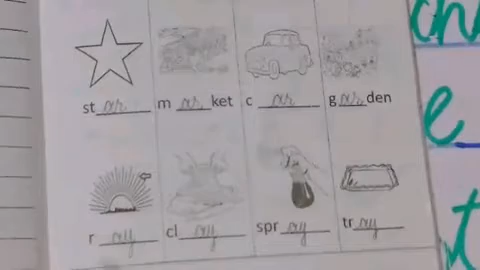 st ar m ar ket c ar g ar den
r ay cl ay spr ay tr ay